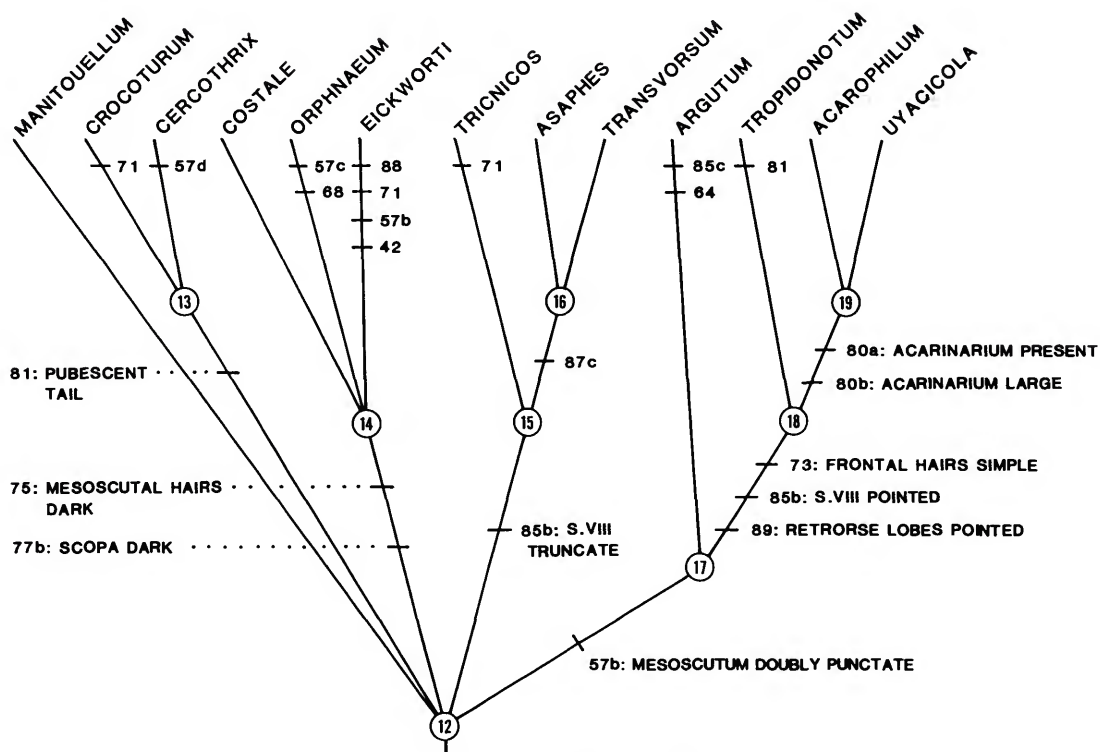 MANITOUELLUM
CROCOTURUM
CERCOTHRIX
COSTALE
ORPHNAEUM
EICKWORTI
TRICNICOS
ASAPHES
TRANSVORSUM
ARGUTUM
TROPIDONOTUM
ACAROPHILUM
UYACICOLA
71
57d
57c
68
88
71
57b
42
71
85c
64
81
13
16
19
81: PUBESCENT
TAIL
87c
80a: ACARINARIUM PRESENT
80b: ACARINARIUM LARGE
14
15
18
75: MESOSCUTAL HAIRS
DARK
77b: SCOPA DARK
85b: S.VIII
TRUNCATE
73: FRONTAL HAIRS SIMPLE
85b: S.VIII POINTED
89: RETRORSE LOBES POINTED
17
57b: MESOSCUTUM DOUBLY PUNCTATE
12